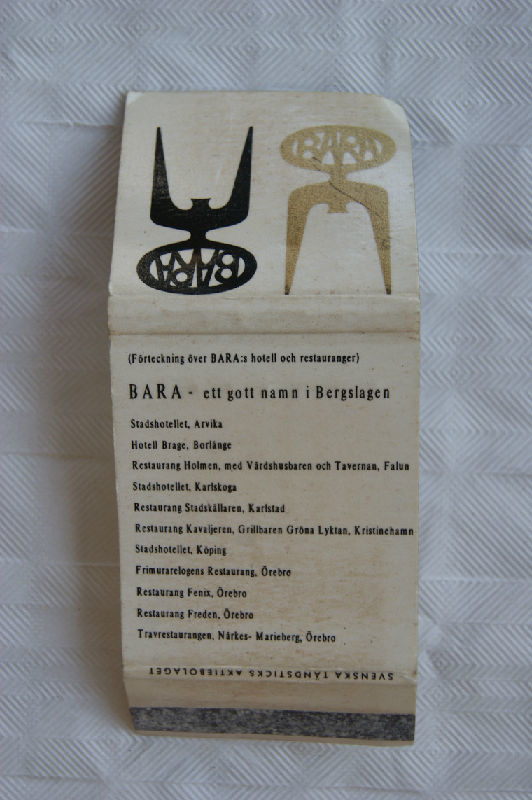 BARA
BARA
(Förteckning över BARA:s hotell och restauranger)
BARA - ett gott namn i Bergslagen
Stadshotellet, Arvika
Hotell Brage, Borlänge
Restaurang Holmen, med Värdshusbaren och Tavernan, Falun
Stadshotellet, Karlskoga
Restaurang Stadskällaren, Karlstad
Restaurang Kavaljeren, Grillbaren Gröna Lyktan, Kristinehamn
Stadshotellet, Köping
Frimurarelogens Restaurang, Örebro
Restaurang Fenix, Örebro
Restaurang Freden, Örebro
Travrestaurangen, Närkes- Marieberg, Örebro
SVENSKA TÄNDSTICKS AKTIEBOLAGET